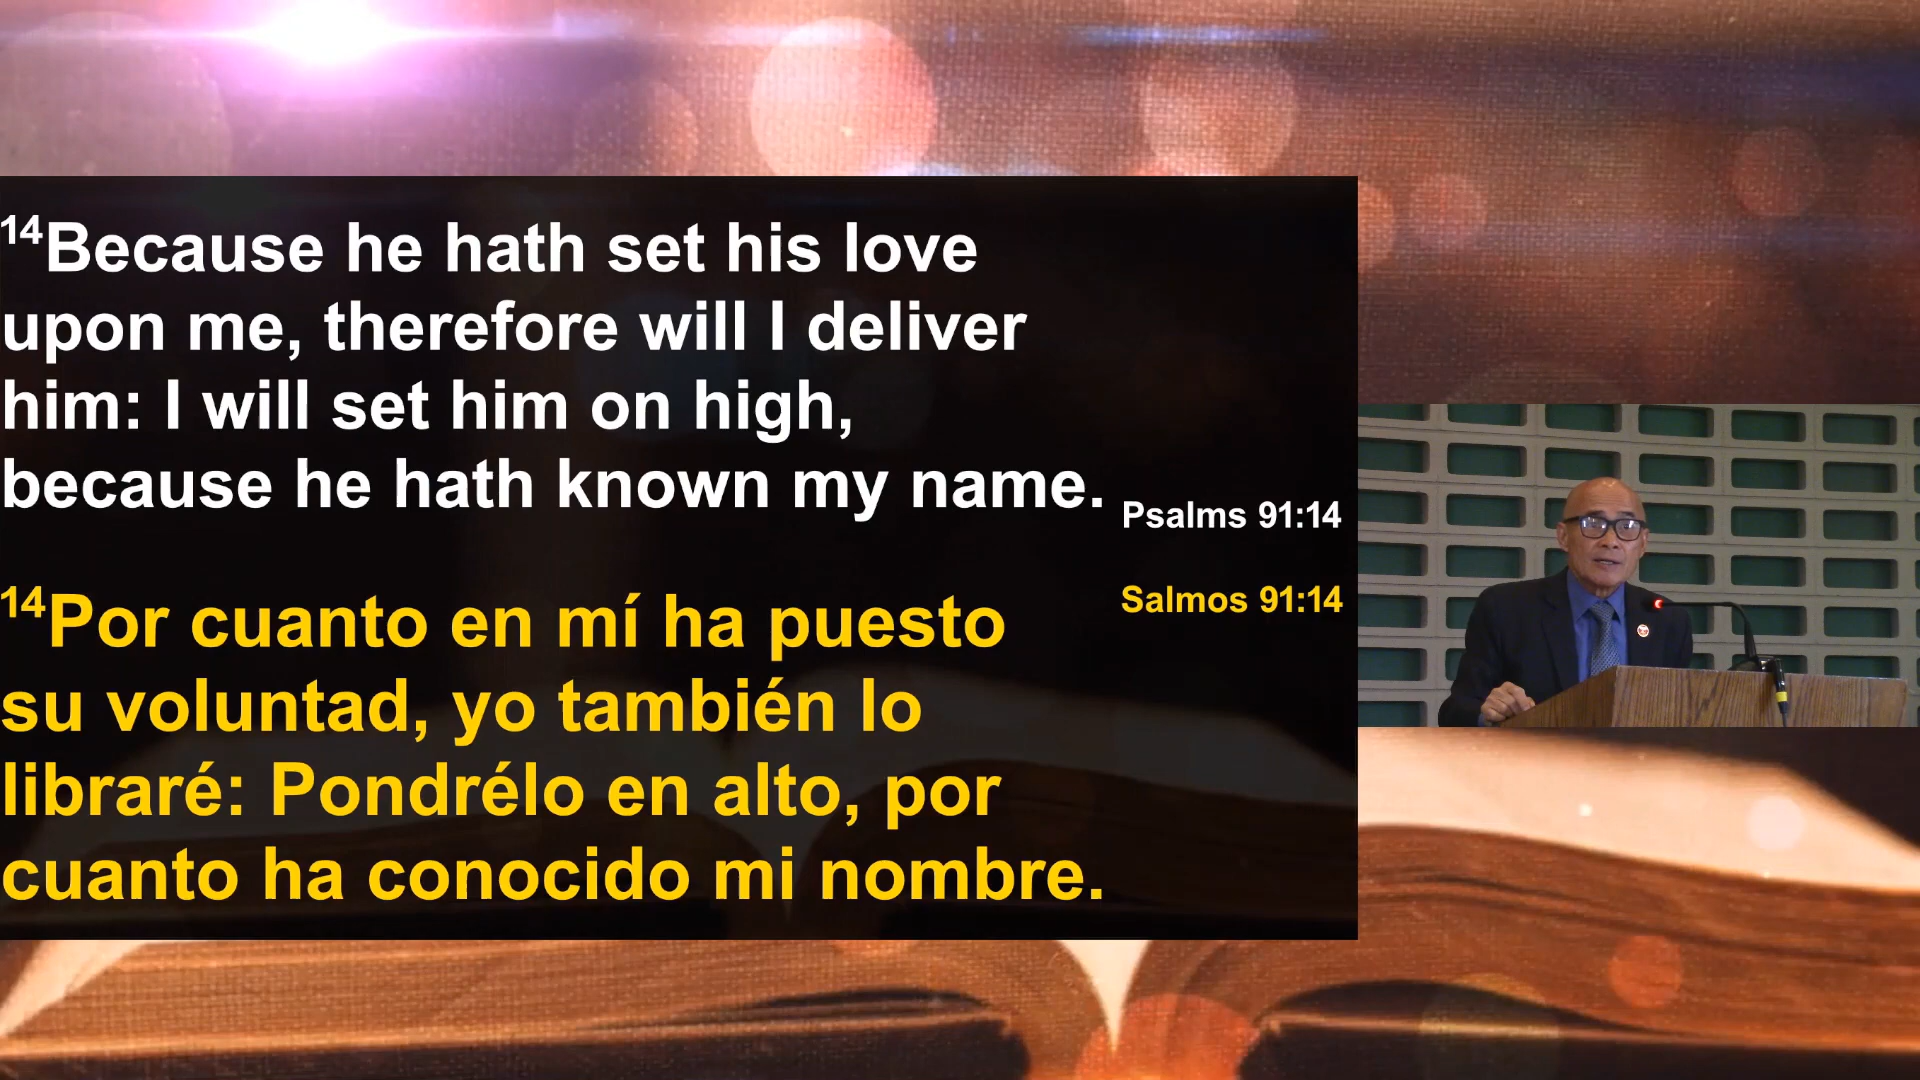 14Because he hath set his love
upon me, therefore will I deliver
him: I will set him on high,
because he hath known my name.
Psalms 91:14
14Por cuanto en mí ha puesto
su voluntad, yo también lo
libraré: Pondrélo en alto, por
cuanto ha conocido mi nombre.
Salmos 91:14